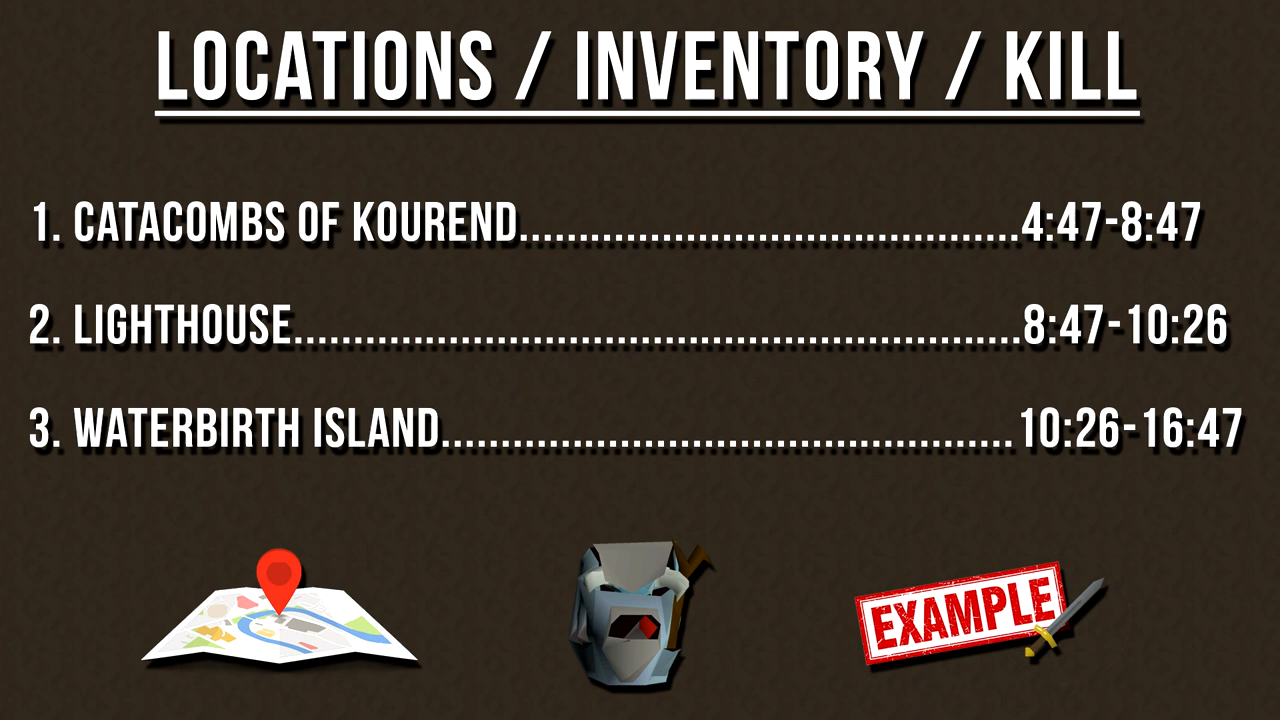 LOCATIONS / INVENTORY / KILL
1. CATACOMBS OF KOUREND..........................................4:47-8:47
2. LIGHTHOUSE.............................................................8:47-10:26
3. WATERBIRTH ISLAND................................................10:26-16:47
EXAMPLE